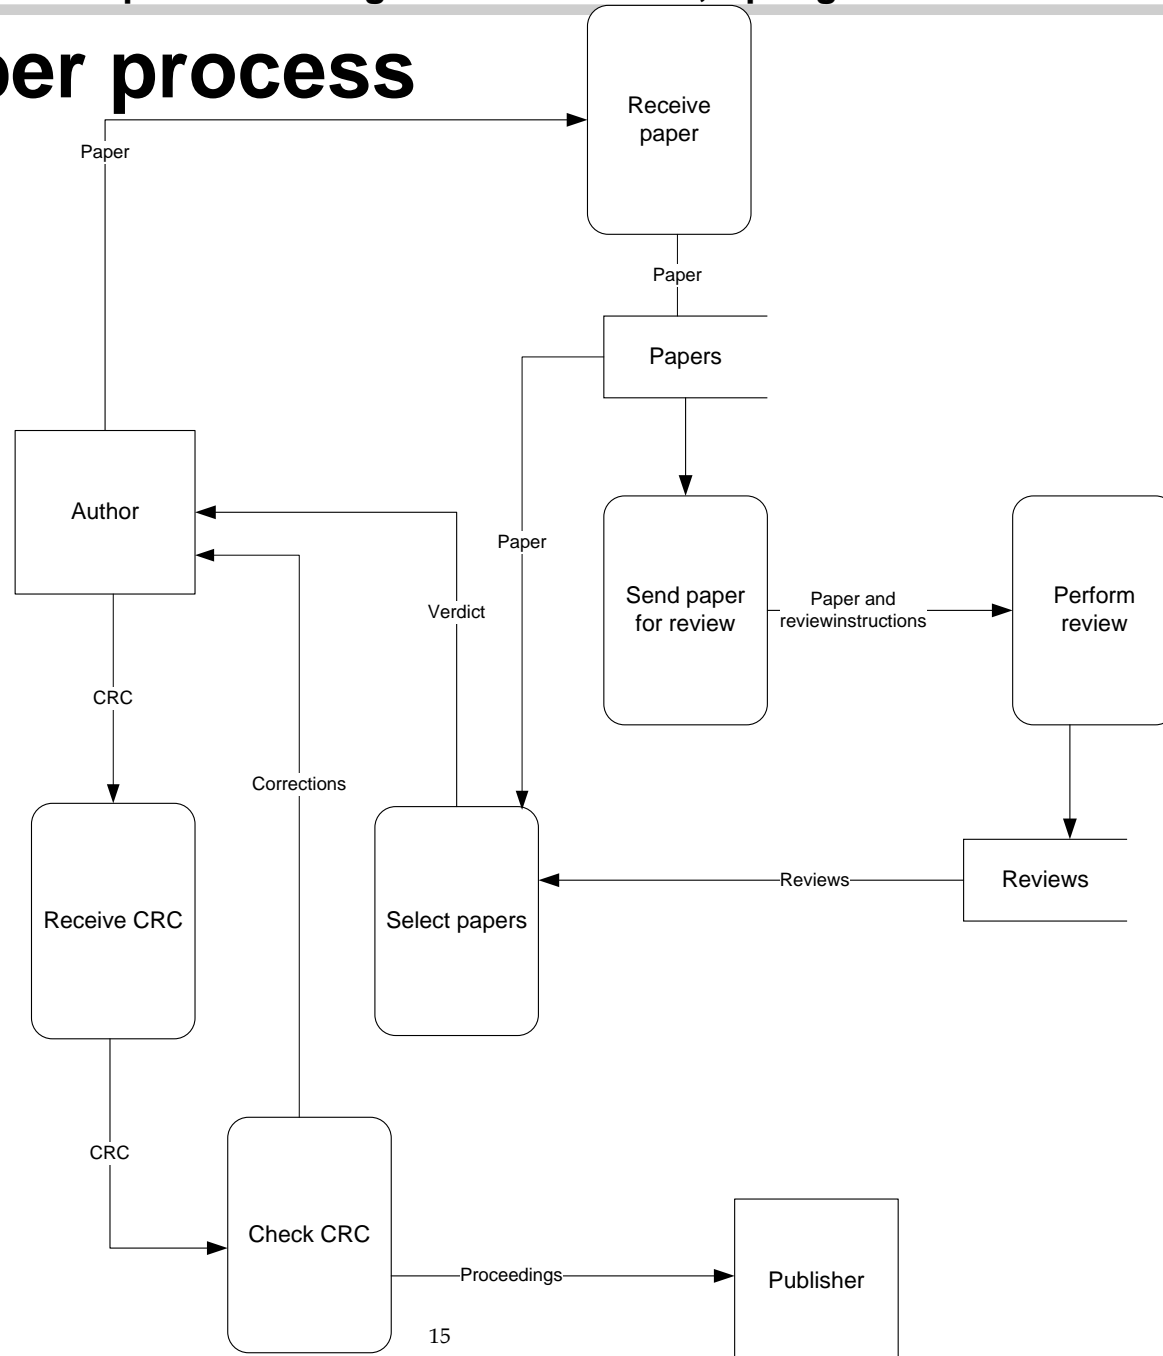 per process
Receive
paper
Paper
Paper
Papers
Author
Paper
Send paper
for review
Paper and
reviewinstructions
Perform
review
Verdict
CRC
Corrections
Receive CRC
Select papers
Reviews
Reviews
CRC
Check CRC
Proceedings
Publisher
15